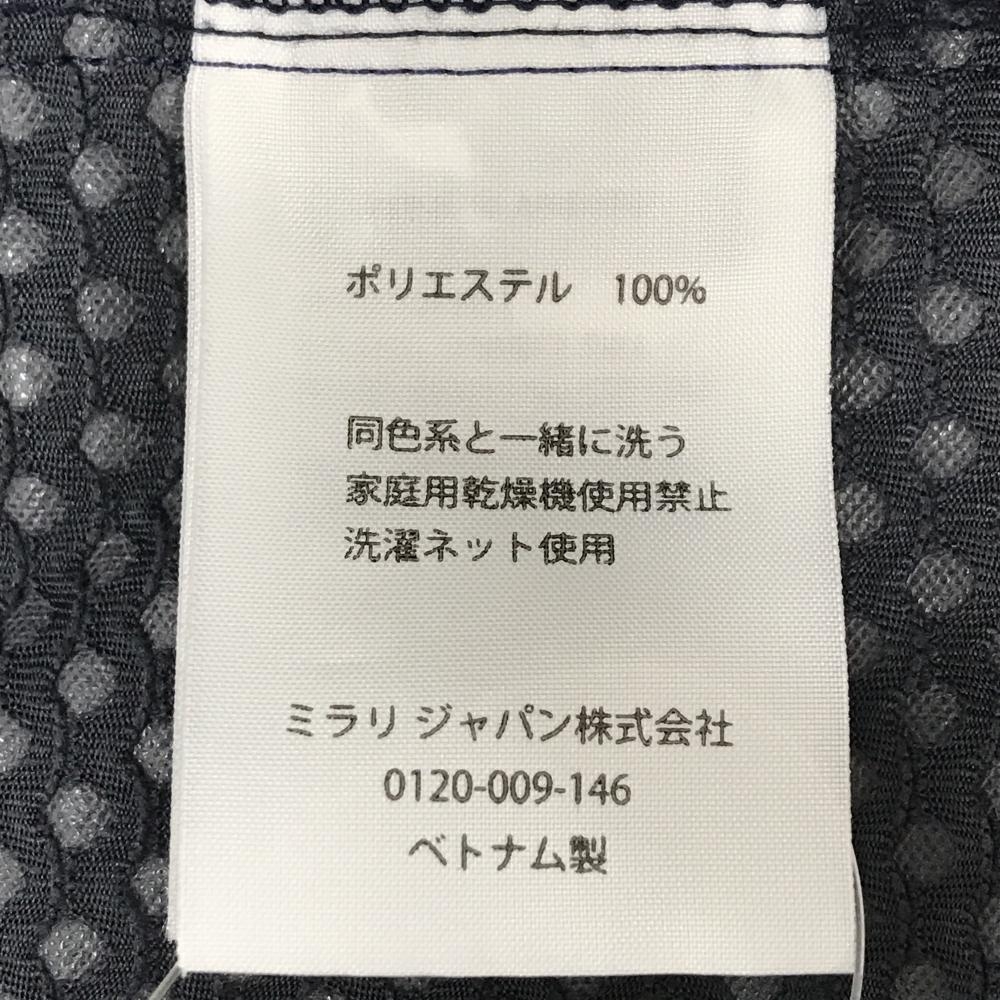 ポリエステル　100%
同色系と一緒に洗う
家庭用乾燥機使用禁止
洗濯ネット使用
ミラリ ジャパン株式会社
0120-009-146
ベトナム製